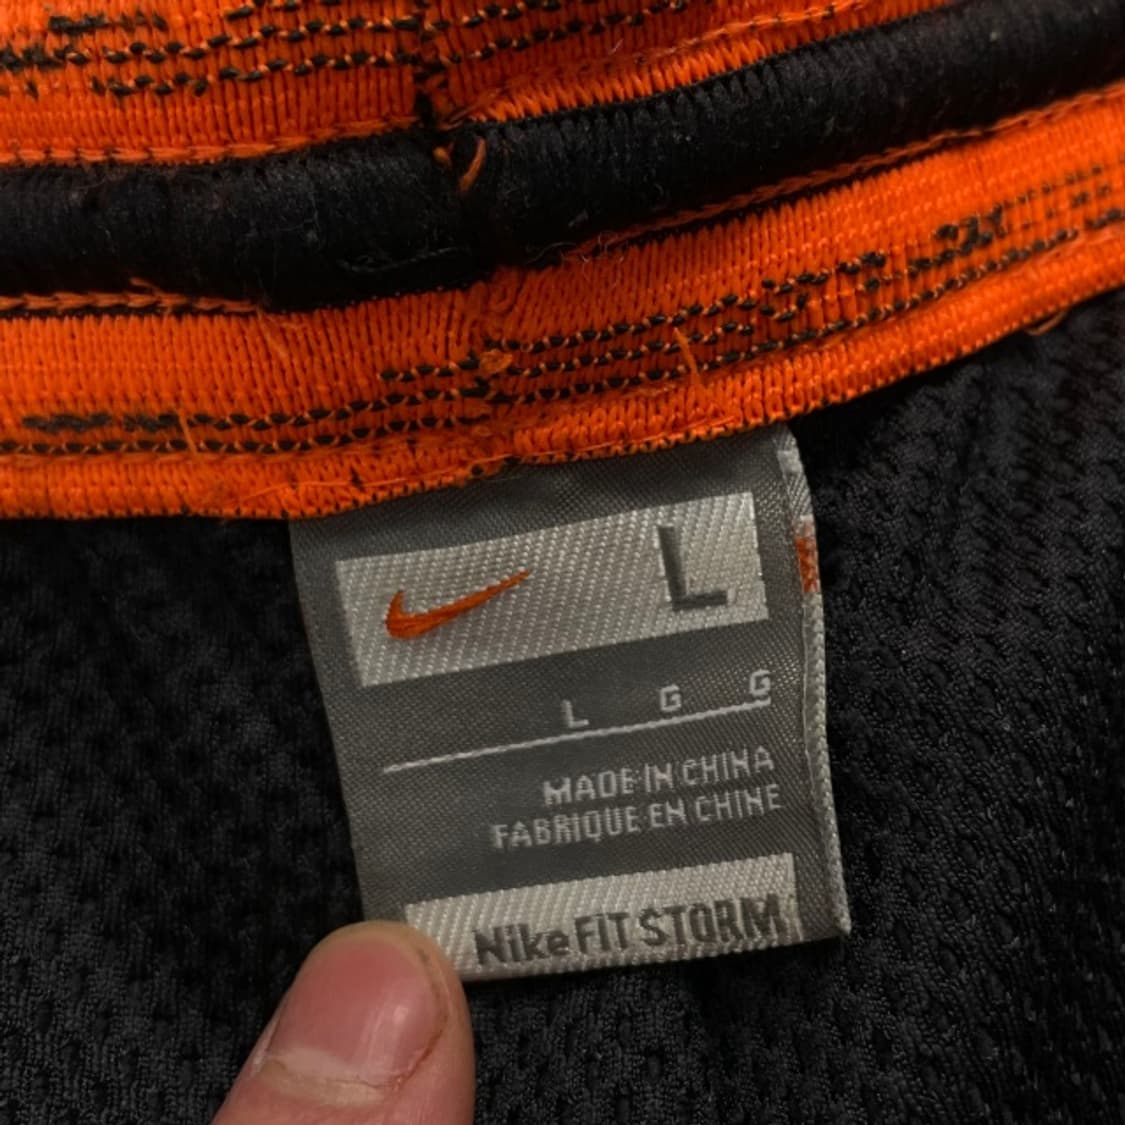 L
L G G
MADE IN CHINA
FABRIQUE EN CHINE
Nike FIT STORM